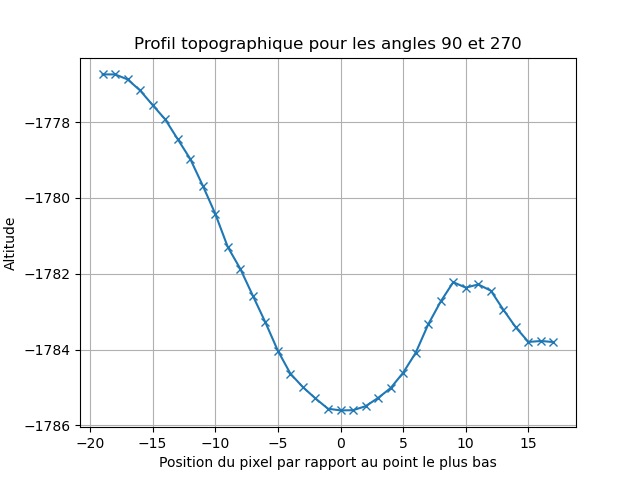 Profil topographique pour les angles 90 et 270
−1778
−1780
−1782
−1784
−1786
Altitude
−20 −15 −10 −5 0 5 10 15
Position du pixel par rapport au point le plus bas